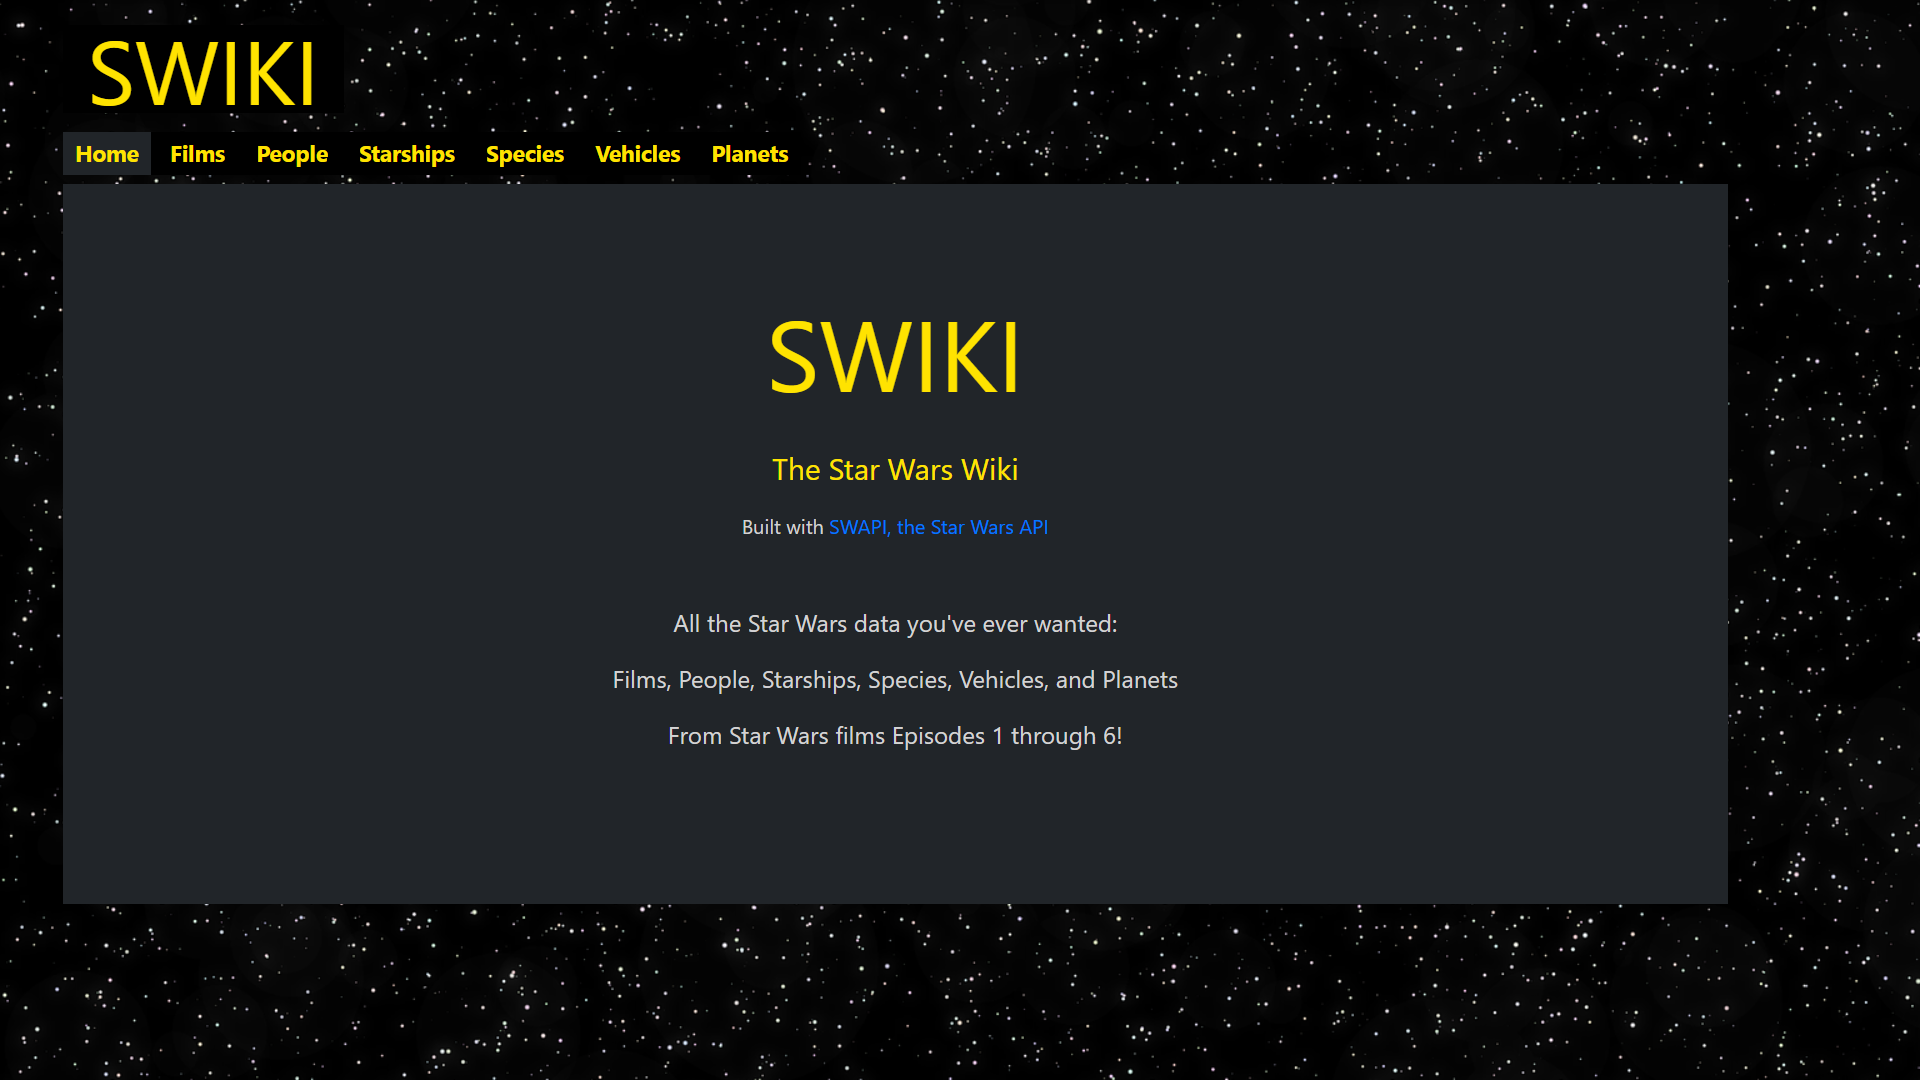 SWIKI
Home Films People Starships Species Vehicles Planets
SWIKI
The Star Wars Wiki
Built with SWAPI, the Star Wars API
All the Star Wars data you've ever wanted:
Films, People, Starships, Species, Vehicles, and Planets
From Star Wars films Episodes 1 through 6!